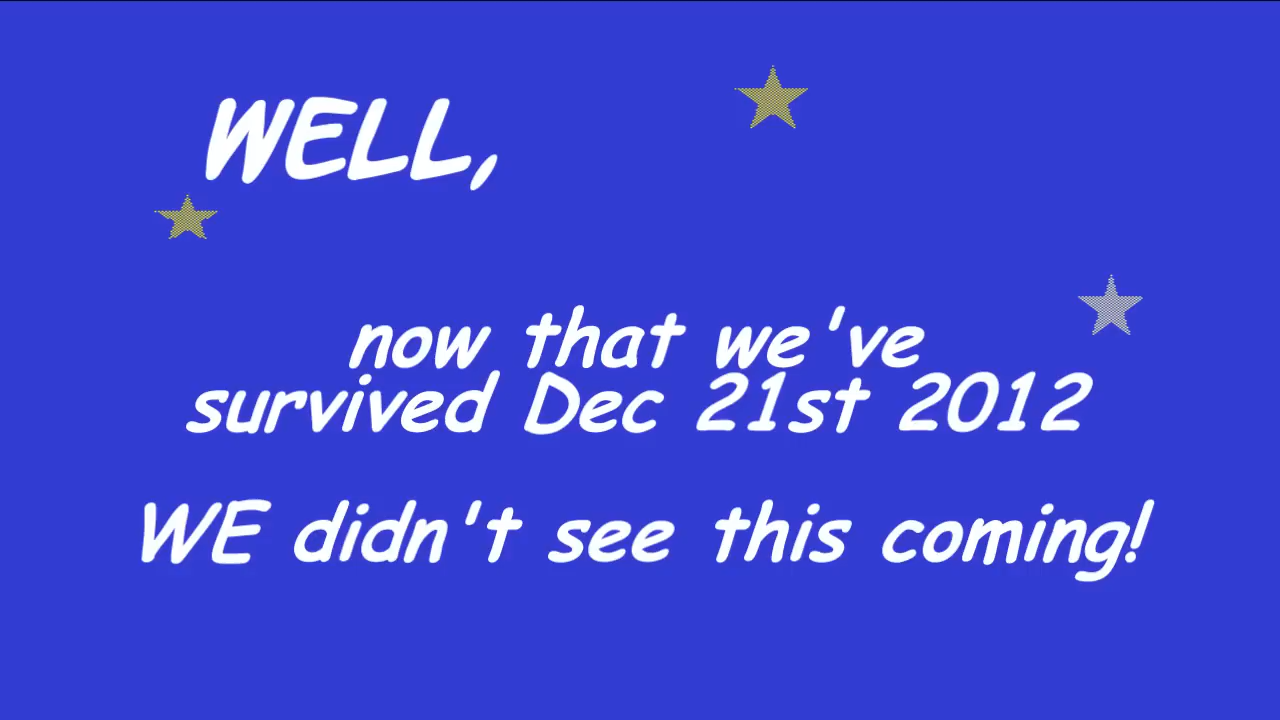 WELL,
now that we've
survived Dec 21st 2012
WE didn't see this coming!